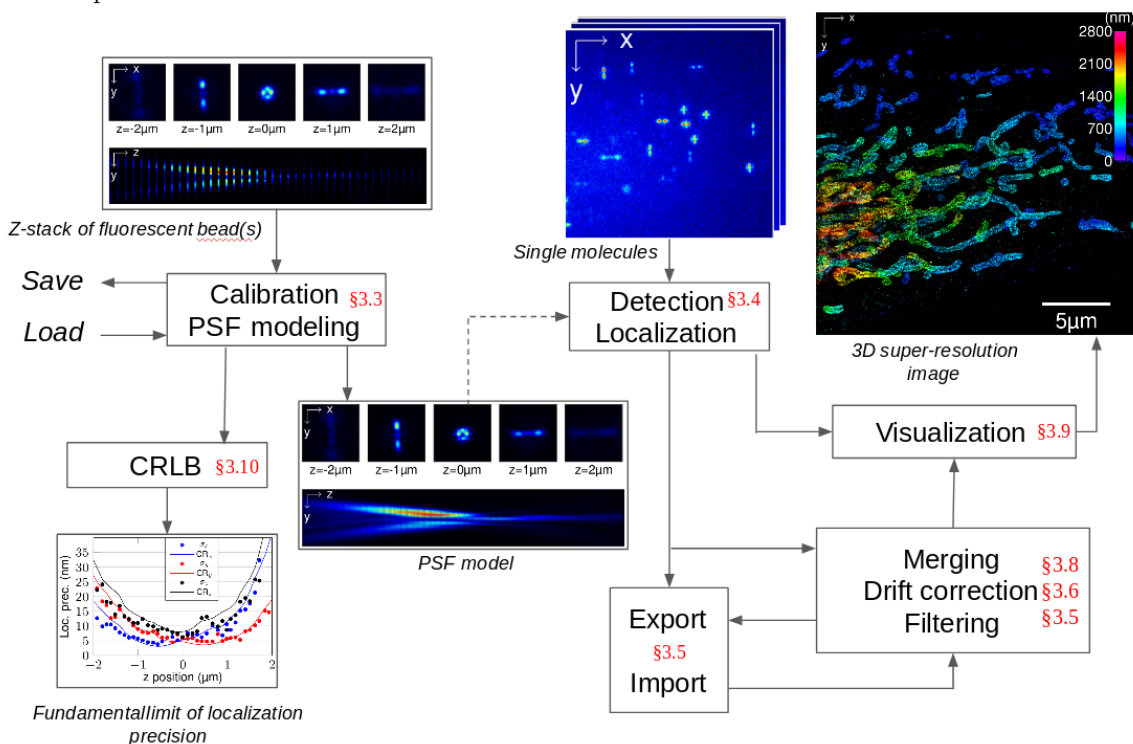 x
y
z=-2µm z=-1µm z=0µm z=1µm z=2µm
z
y
Z-stack of fluorescent bead(s)
Save
Load
Calibration §3.3
PSF modeling
x
y
Single molecules
Detection §3.4
Localization
x
y
(nm)
2800
2100
1400
700
0
5µm
3D super-resolution
image
x
y
z=-2µm z=-1µm z=0µm z=1µm z=2µm
z
y
PSF model
CRLB §3.10
Visualization §3.9
Loc. prec. (nm)
35
30
25
20
15
10
5
0
−2 −1 0 1 2
z position (µm)
Fundamentallimit of localization
precision
Export
§3.5
Import
Merging §3.8
Drift correction §3.6
Filtering §3.5